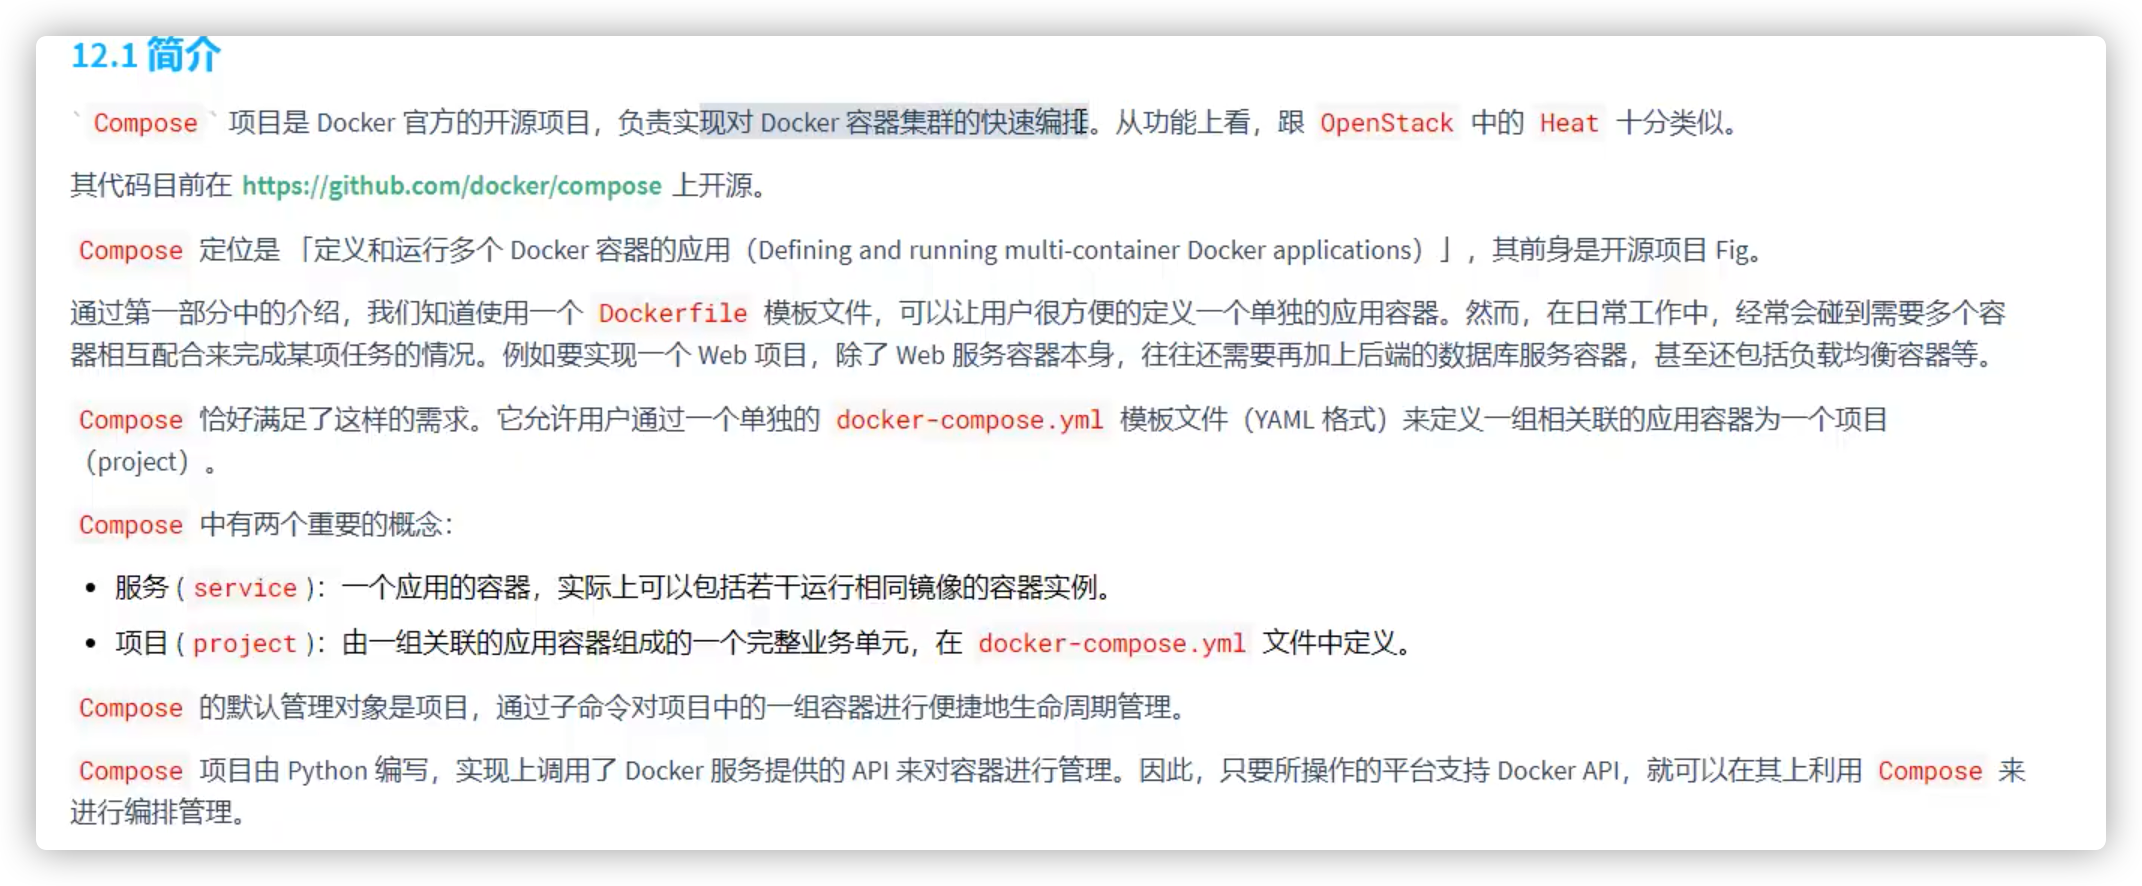 12.1 简介
` Compose ` 项目是 Docker 官方的开源项目，负责实现对 Docker 容器集群的快速编排。从功能上看，跟 OpenStack 中的 Heat 十分类似。
其代码目前在 https://github.com/docker/compose 上开源。
Compose 定位是 「定义和运行多个 Docker 容器的应用（Defining and running multi-container Docker applications）」，其前身是开源项目 Fig。
通过第一部分中的介绍，我们知道使用一个 Dockerfile 模板文件，可以让用户很方便的定义一个单独的应用容器。然而，在日常工作中，经常会碰到需要多个容
器相互配合来完成某项任务的情况。例如要实现一个 Web 项目，除了 Web 服务容器本身，往往还需要再加上后端的数据库服务容器，甚至还包括负载均衡容器等。
Compose 恰好满足了这样的需求。它允许用户通过一个单独的 docker-compose.yml 模板文件（YAML 格式）来定义一组相关联的应用容器为一个项目
（project）。
Compose 中有两个重要的概念：
• 服务 ( service )：一个应用的容器，实际上可以包括若干运行相同镜像的容器实例。
• 项目 ( project )：由一组关联的应用容器组成的一个完整业务单元，在 docker-compose.yml 文件中定义。
Compose 的默认管理对象是项目，通过子命令对项目中的一组容器进行便捷地生命周期管理。
Compose 项目由 Python 编写，实现上调用了 Docker 服务提供的 API 来对容器进行管理。因此，只要所操作的平台支持 Docker API，就可以在其上利用 Compose 来
进行编排管理。